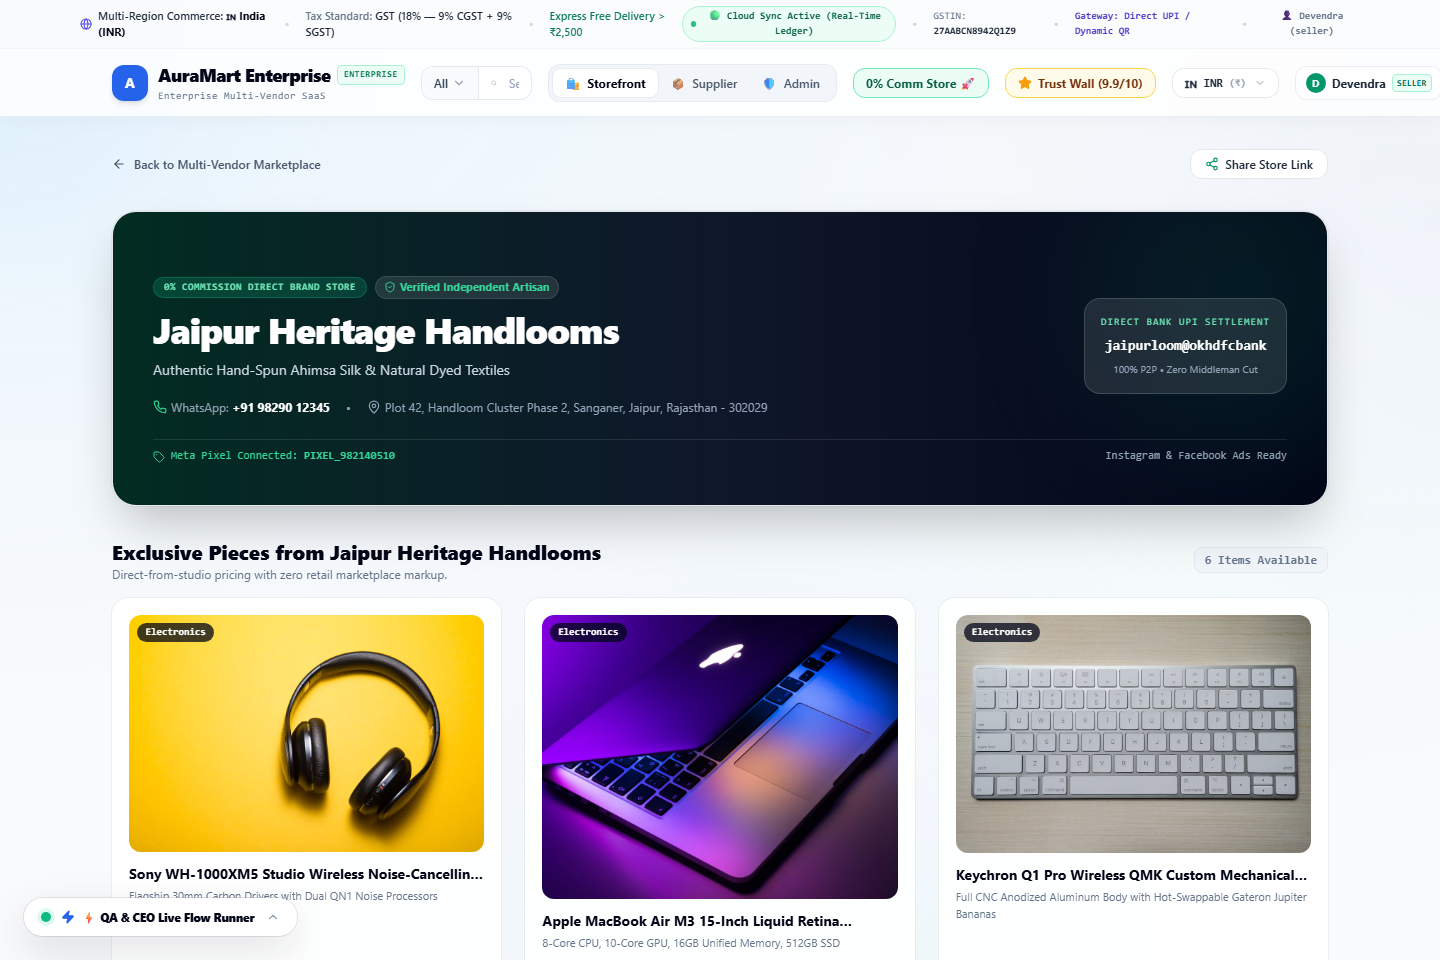 Multi-Region Commerce: IN India (INR)
Tax Standard: GST (18% — 9% CGST + 9% SGST)
Express Free Delivery > ₹2,500
Cloud Sync Active (Real-Time Ledger)
GSTIN: 27AABCN8942Q1Z9
Gateway: Direct UPI / Dynamic QR
Devendra (seller)
A
AuraMart Enterprise
ENTERPRISE
Enterprise Multi-Vendor SaaS
All
Se
Storefront
Supplier
Admin
0% Comm Store
Trust Wall (9.9/10)
IN INR (₹)
D
Devendra
SELLER
Back to Multi-Vendor Marketplace
Share Store Link
0% COMMISSION DIRECT BRAND STORE
Verified Independent Artisan
Jaipur Heritage Handlooms
Authentic Hand-Spun Ahimsa Silk & Natural Dyed Textiles
WhatsApp: +91 98290 12345 • Plot 42, Handloom Cluster Phase 2, Sanganer, Jaipur, Rajasthan - 302029
DIRECT BANK UPI SETTLEMENT
jaipurloom@okhdfcbank
100% P2P • Zero Middleman Cut
Meta Pixel Connected: PIXEL_982140510
Instagram & Facebook Ads Ready
Exclusive Pieces from Jaipur Heritage Handlooms
Direct-from-studio pricing with zero retail marketplace markup.
6 Items Available
Electronics
Sony WH-1000XM5 Studio Wireless Noise-Cancellin...
Flagship 30mm Carbon Drivers with Dual QN1 Noise Processors
Electronics
Apple MacBook Air M3 15-Inch Liquid Retina...
8-Core CPU, 10-Core GPU, 16GB Unified Memory, 512GB SSD
Electronics
Keychron Q1 Pro Wireless QMK Custom Mechanical...
Full CNC Anodized Aluminum Body with Hot-Swappable Gateron Jupiter
Bananas
QA & CEO Live Flow Runner